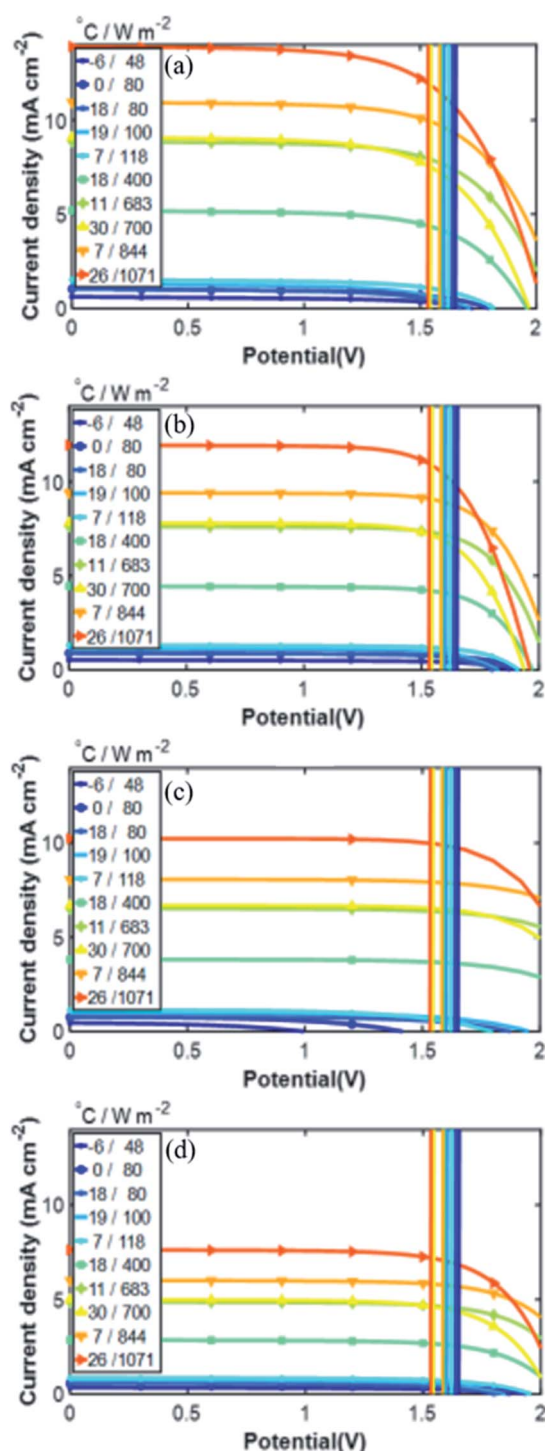 °C / W m-2
(a)
-6 / 48
0 / 80
18 / 80
19 / 100
7 / 118
18 / 400
11 / 683
30 / 700
7 / 844
26 /1071
Current density (mA cm-2)
10
5
0
0 0.5 1 1.5 2
Potential(V)
°C / W m-2
(b)
-6 / 48
0 / 80
18 / 80
19 / 100
7 / 118
18 / 400
11 / 683
30 / 700
7 / 844
26 /1071
Current density (mA cm-2)
10
5
0
0 0.5 1 1.5 2
Potential(V)
°C / W m-2
(c)
-6 / 48
0 / 80
18 / 80
19 / 100
7 / 118
18 / 400
11 / 683
30 / 700
7 / 844
26 /1071
Current density (mA cm-2)
10
5
0
0 0.5 1 1.5 2
Potential(V)
°C / W m-2
(d)
-6 / 48
0 / 80
18 / 80
19 / 100
7 / 118
18 / 400
11 / 683
30 / 700
7 / 844
26 /1071
Current density (mA cm-2)
10
5
0
0 0.5 1 1.5 2
Potential(V)